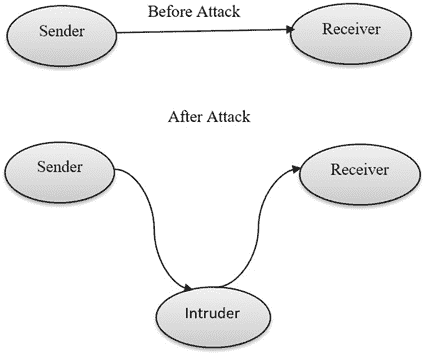 Before Attack
Sender
Receiver
After Attack
Sender
Receiver
Intruder